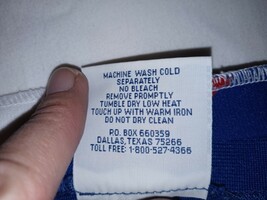 MACHINE WASH COLD
SEPARATELY
NO BLEACH
REMOVE PROMPTLY
TUMBLE DRY LOW HEAT
TOUCH UP WITH WARM IRON
DO NOT DRY CLEAN
P.O. BOX 660359
DALLAS, TEXAS 75266
TOLL FREE: 1-800-527-4366